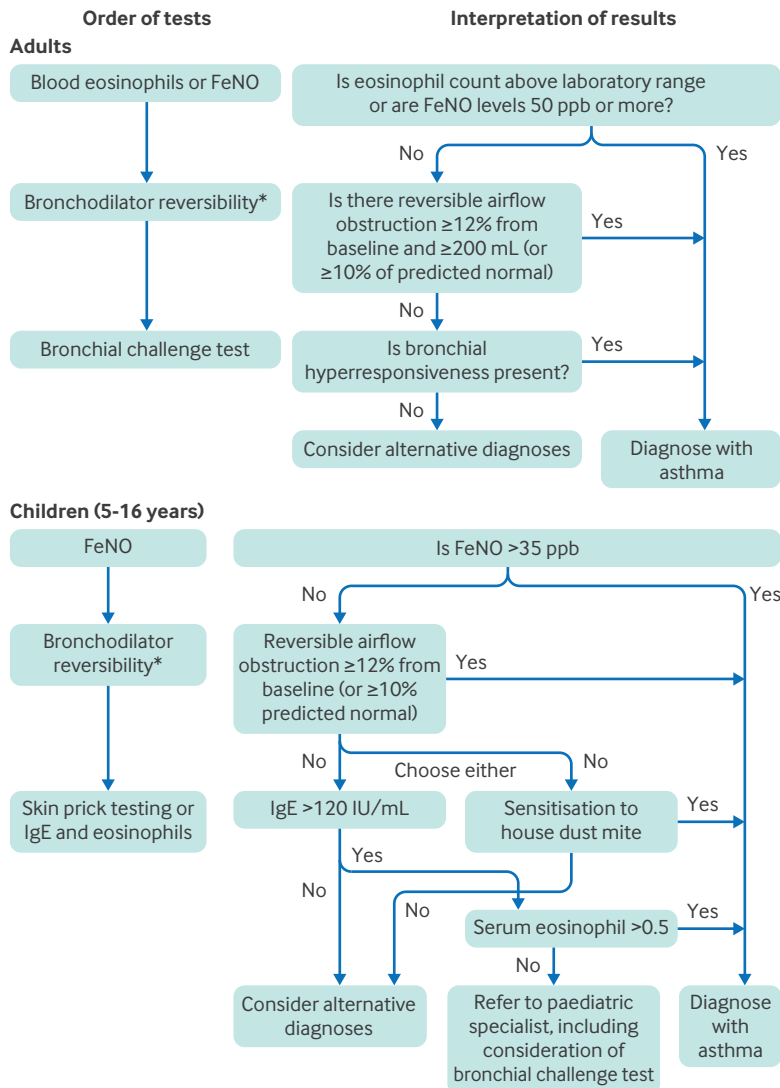 Order of tests
Interpretation of results
Adults
Blood eosinophils or FeNO
Is eosinophil count above laboratory range
or are FeNO levels 50 ppb or more?
No
Yes
Bronchodilator reversibility*
Is there reversible airflow
obstruction ≥12% from
baseline and ≥200 mL (or
≥10% of predicted normal)
Yes
No
Bronchial challenge test
Is bronchial
hyperresponsiveness present?
Yes
No
Consider alternative diagnoses
Diagnose with
asthma
Children (5-16 years)
FeNO
Is FeNO >35 ppb
No
Yes
Bronchodilator
reversibility*
Reversible airflow
obstruction ≥12% from
baseline (or ≥10%
predicted normal)
Yes
No
Choose either
No
Skin prick testing or
IgE and eosinophils
IgE >120 IU/mL
Sensitisation to
house dust mite
Yes
Yes
No
No
Serum eosinophil >0.5
Yes
No
Consider alternative
diagnoses
Refer to paediatric
specialist, including
consideration of
bronchial challenge test
Diagnose
with
asthma